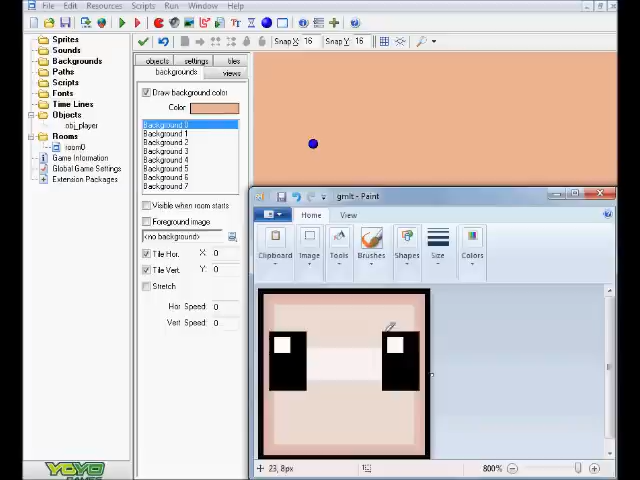 File Edit Resources Scripts Run Window Help
Snap X: 16 Snap Y: 16
Sprites
Sounds
Backgrounds
Paths
Scripts
Fonts
Time Lines
Objects
obj_player
Rooms
room0
Game Information
Global Game Settings
Extension Packages
objects settings tiles
backgrounds views
Draw background color
Color
Background 0
Background 1
Background 2
Background 3
Background 4
Background 5
Background 6
Background 7
Visible when room starts
Foreground image
<no background>
Tile Hor. X: 0
Tile Vert. Y: 0
Stretch
Hor Speed: 0
Vert Speed: 0
gmlt - Paint
Home View
Clipboard Image Tools Brushes Shapes Size Colors
23, 8px 800%
YOYO
GAMES